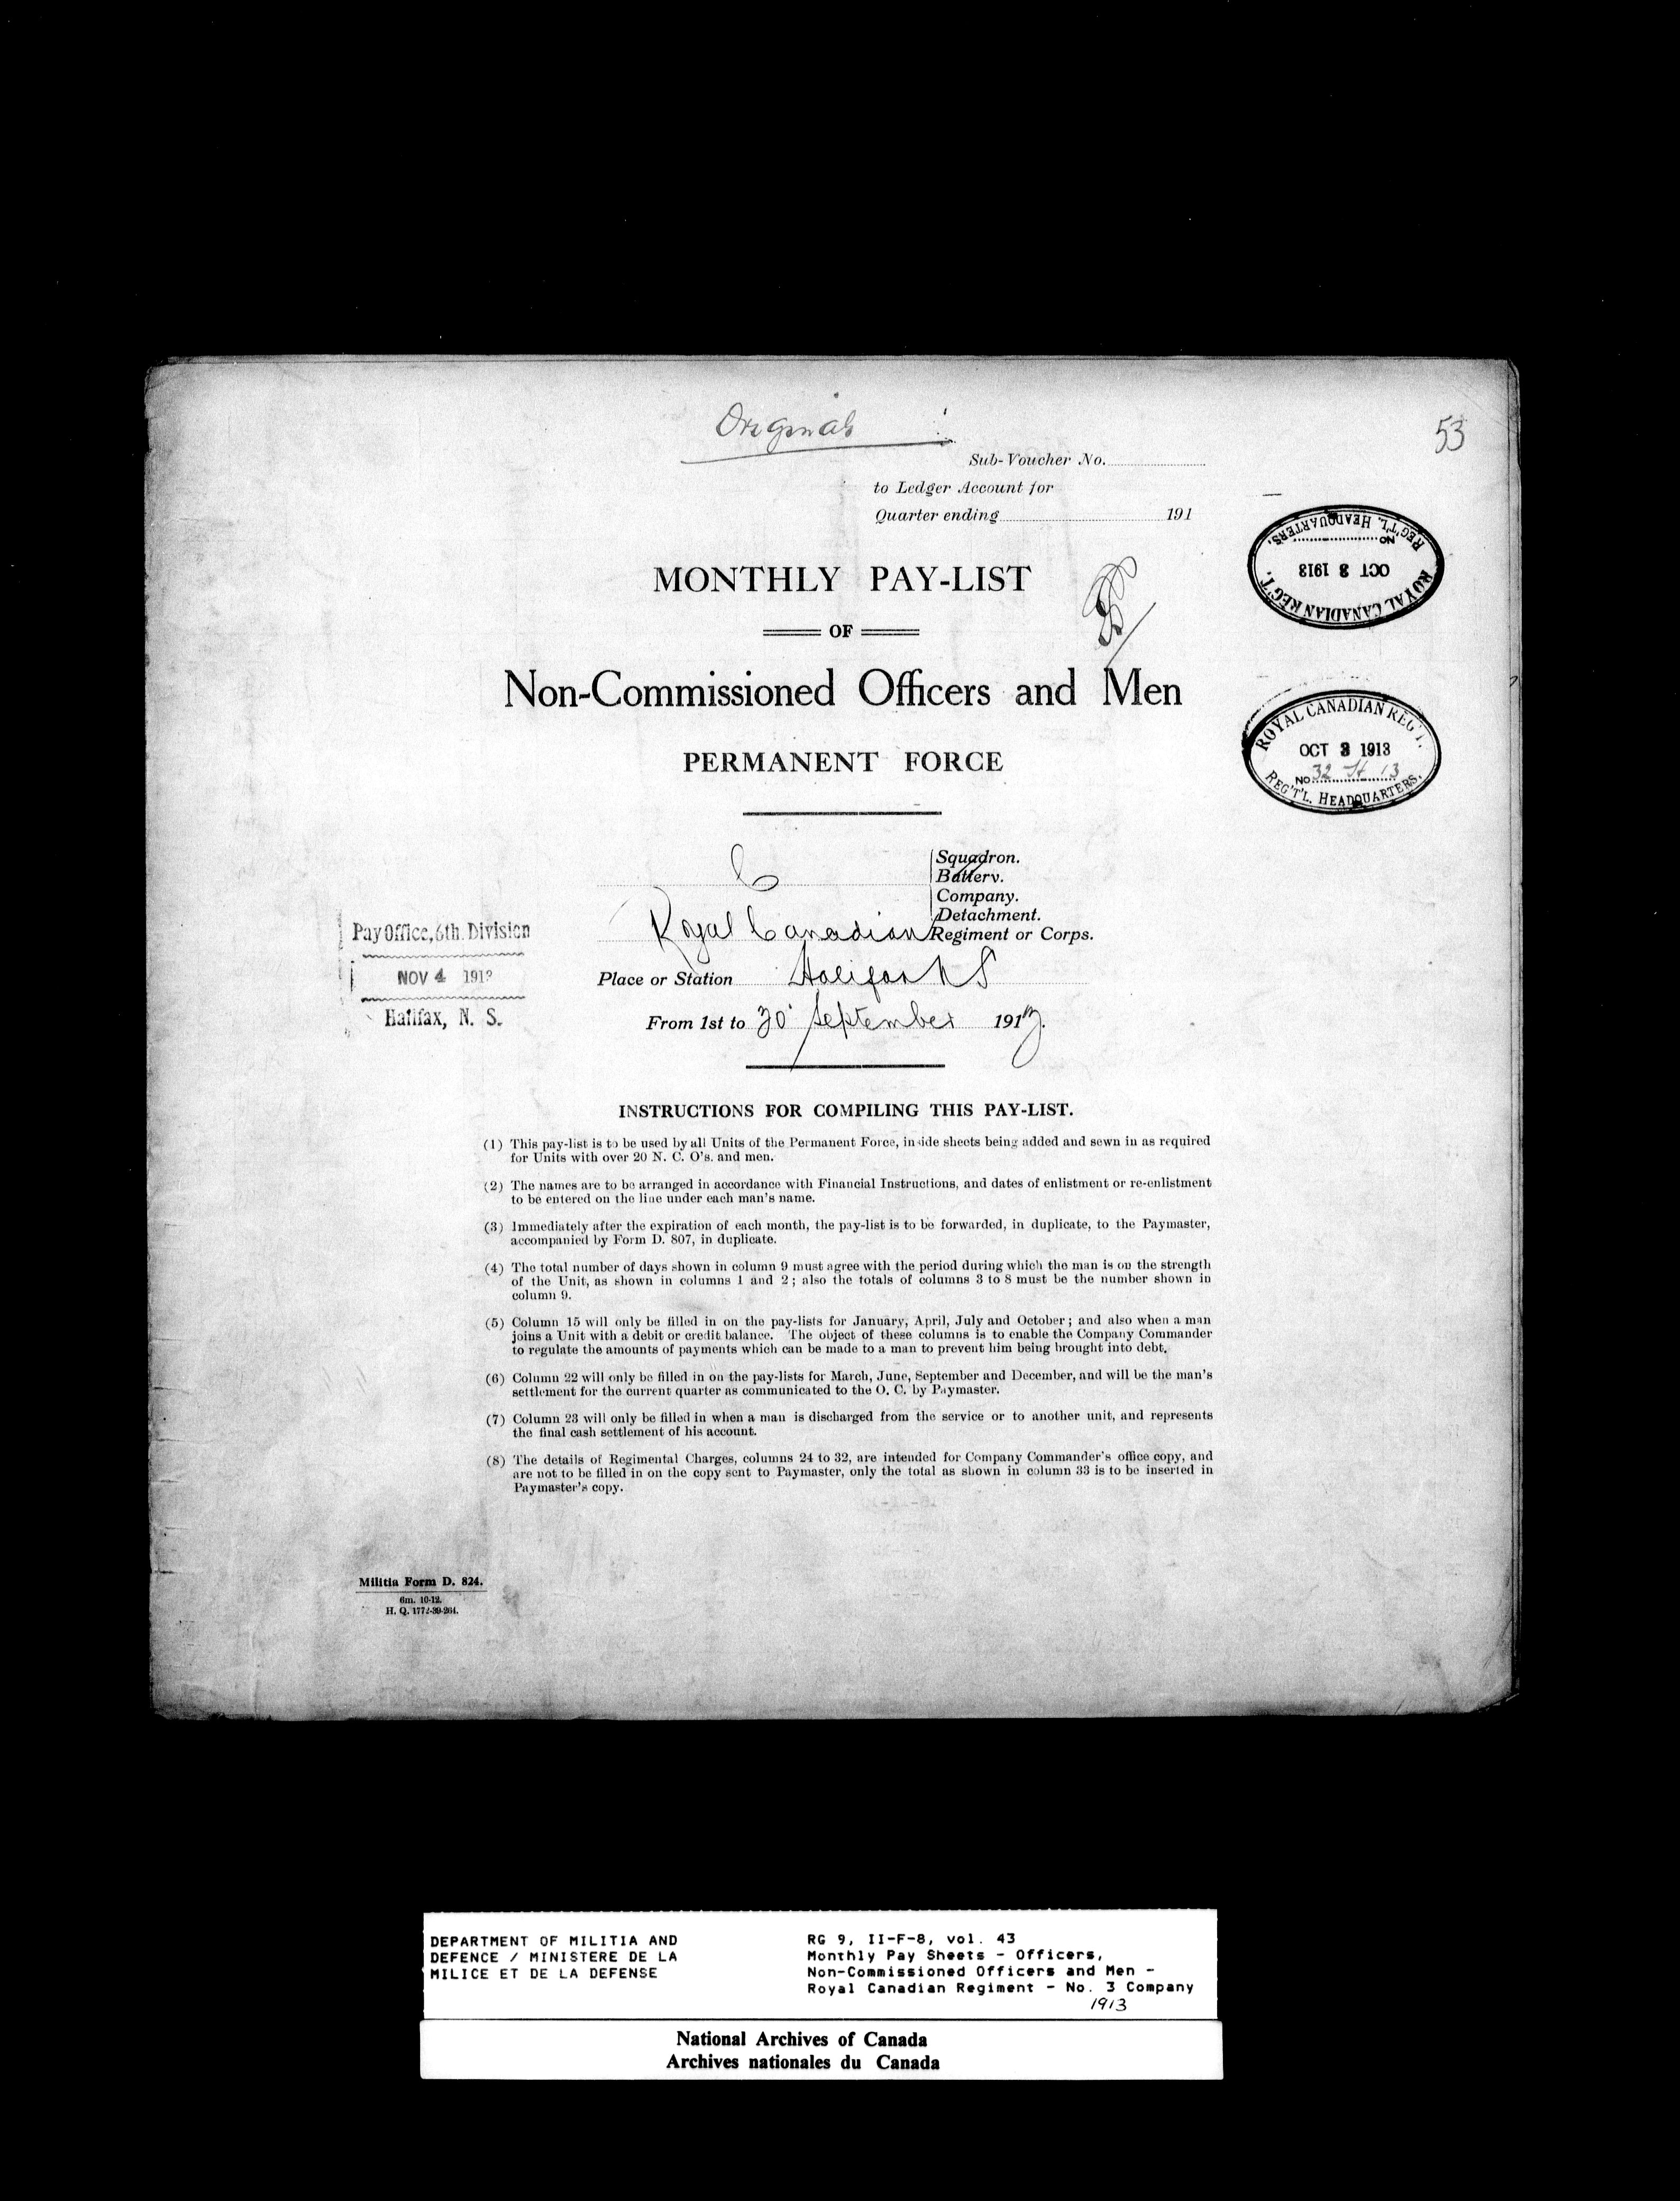 Original
53
Sub-Voucher No.
to Ledger Account for
Quarter ending 191
MONTHLY PAY-LIST
OF
Non-Commissioned Officers and Men
PERMANENT FORCE
REG'T'L. HEADQUARTERS.
NO.
OCT 3 1913
ROYAL CANADIAN REG'T.
ROYAL CANADIAN REG'T.
OCT 3 1913
NO. 32 H 13
REG'T'L. HEADQUARTERS.
C
Squadron.
Battery.
Company.
Detachment.
Royal Canadian Regiment or Corps.
Place or Station Halifax N S
From 1st to 30 September 1913.
Pay Office, 6th Division
NOV 4 191?
Halifax, N. S.
INSTRUCTIONS FOR COMPILING THIS PAY-LIST.
(1) This pay-list is to be used by all Units of the Permanent Force, inside sheets being added and sewn in as required
for Units with over 20 N. C. O's. and men.
(2) The names are to be arranged in accordance with Financial Instructions, and dates of enlistment or re-enlistment
to be entered on the line under each man's name.
(3) Immediately after the expiration of each month, the pay-list is to be forwarded, in duplicate, to the Paymaster,
accompanied by Form D. 807, in duplicate.
(4) The total number of days shown in column 9 must agree with the period during which the man is on the strength
of the Unit, as shown in columns 1 and 2; also the totals of columns 3 to 8 must be the number shown in
column 9.
(5) Column 15 will only be filled in on the pay-lists for January, April, July and October; and also when a man
joins a Unit with a debit or credit balance. The object of these columns is to enable the Company Commander
to regulate the amounts of payments which can be made to a man to prevent him being brought into debt.
(6) Column 22 will only be filled in on the pay-lists for March, June, September and December, and will be the man's
settlement for the current quarter as communicated to the O. C. by Paymaster.
(7) Column 23 will only be filled in when a man is discharged from the service or to another unit, and represents
the final cash settlement of his account.
(8) The details of Regimental Charges, columns 24 to 32, are intended for Company Commander's office copy, and
are not to be filled in on the copy sent to Paymaster, only the total as shown in column 33 is to be inserted in
Paymaster's copy.
Militia Form D. 824.
6m. 10-12.
H. Q. 1772-39-264.
DEPARTMENT OF MILITIA AND
DEFENCE / MINISTERE DE LA
MILICE ET DE LA DEFENSE
RG 9, II-F-8, vol. 43
Monthly Pay Sheets - Officers,
Non-Commissioned Officers and Men -
Royal Canadian Regiment - No. 3 Company
1913
National Archives of Canada
Archives nationales du Canada